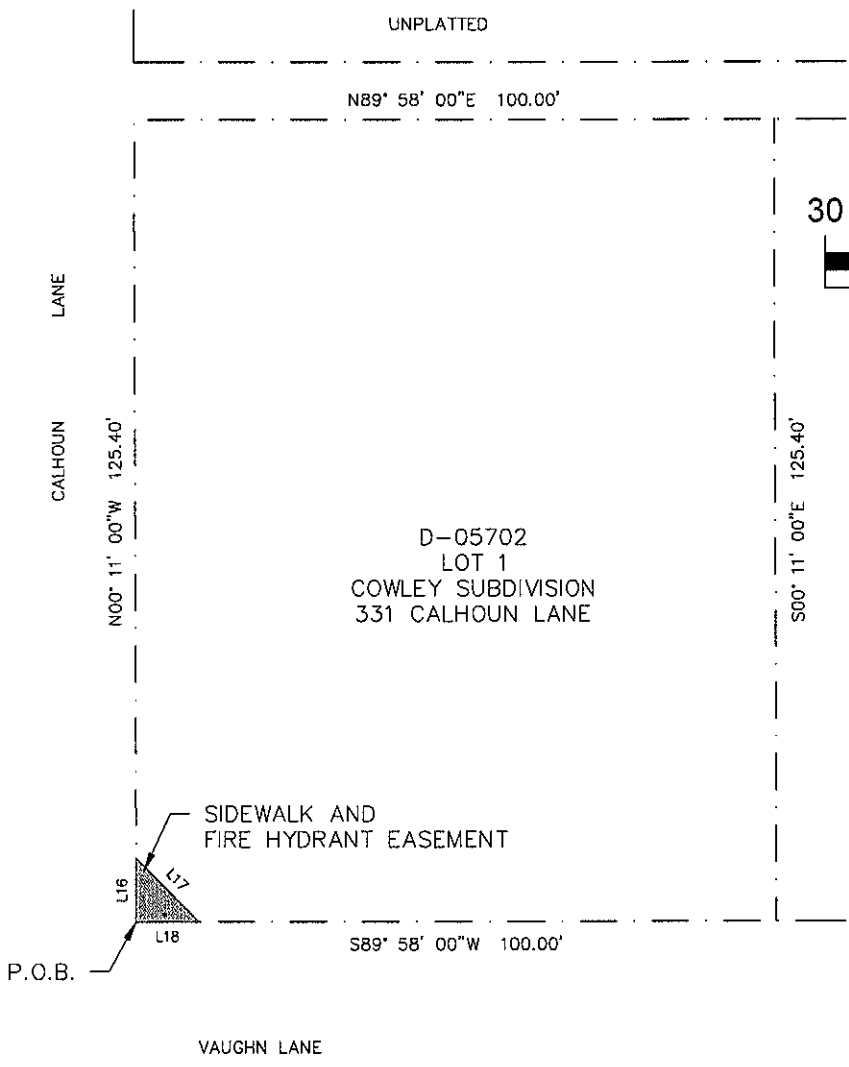 UNPLATTED
N89° 58' 00"E 100.00'
30
CALHOUN LANE
N00° 11' 00"W 125.40'
S00° 11' 00"E 125.40'
D-05702
LOT 1
COWLEY SUBDIVISION
331 CALHOUN LANE
SIDEWALK AND
FIRE HYDRANT EASEMENT
L16
L17
L18
S89° 58' 00"W 100.00'
P.O.B.
VAUGHN LANE